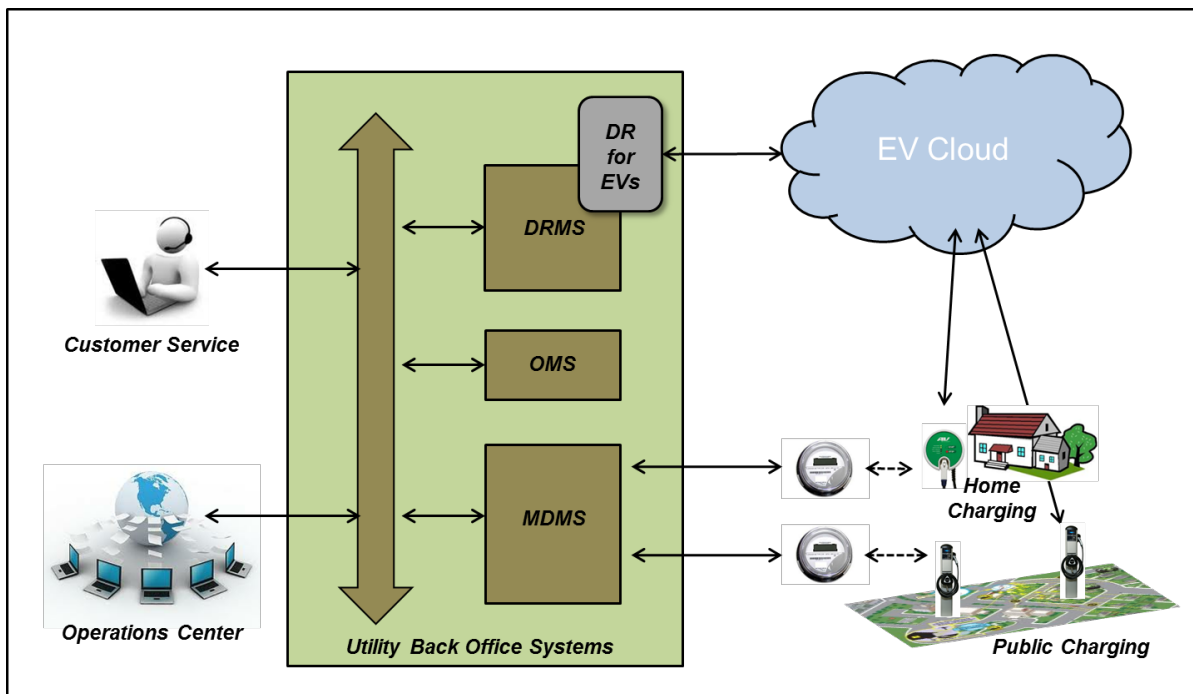 DR
for
EVs
EV Cloud
DRMS
Customer Service
OMS
MDMS
Home
Charging
Operations Center
Utility Back Office Systems
Public Charging